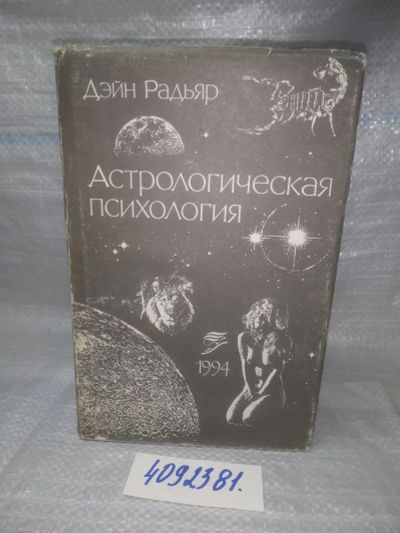 Дэйн Радьяр
Астрологическая
психология
1994
4092381.